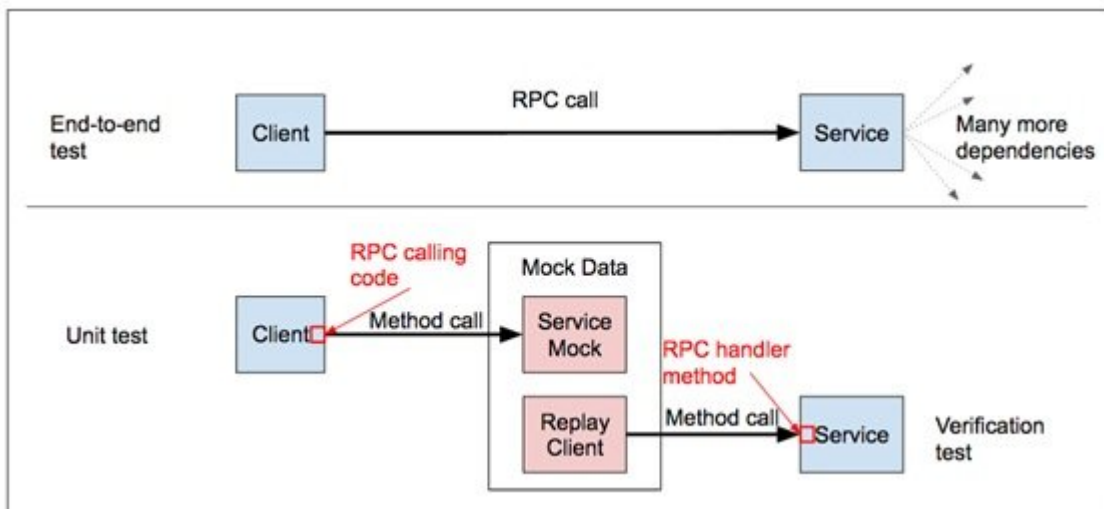 End-to-end
test
Client
RPC call
Service
Many more
dependencies
RPC calling
code
Mock Data
Unit test
Client
Method call
Service
Mock
RPC handler
method
Replay
Client
Method call
Service
Verification
test